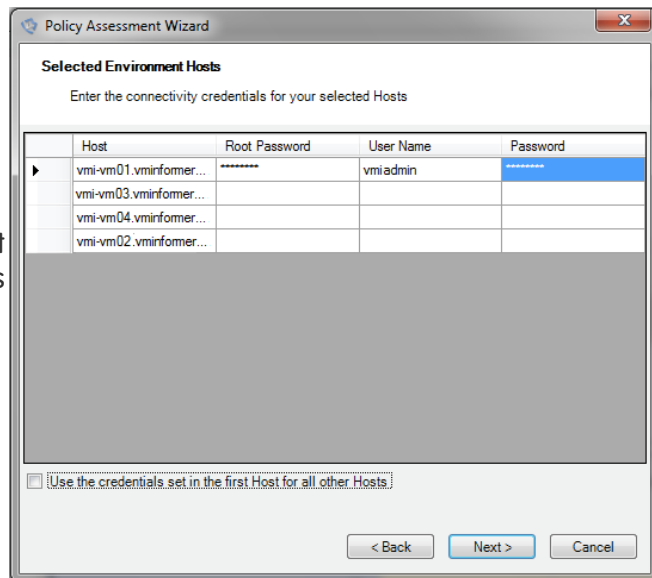 Policy Assessment Wizard
Selected Environment Hosts
Enter the connectivity credentials for your selected Hosts
Host Root Password User Name Password
vmi-vm01.vminformer... ******** vmiadmin ********
vmi-vm03.vminformer...
vmi-vm04.vminformer...
vmi-vm02.vminformer...
t
s
Use the credentials set in the first Host for all other Hosts
< Back Next > Cancel